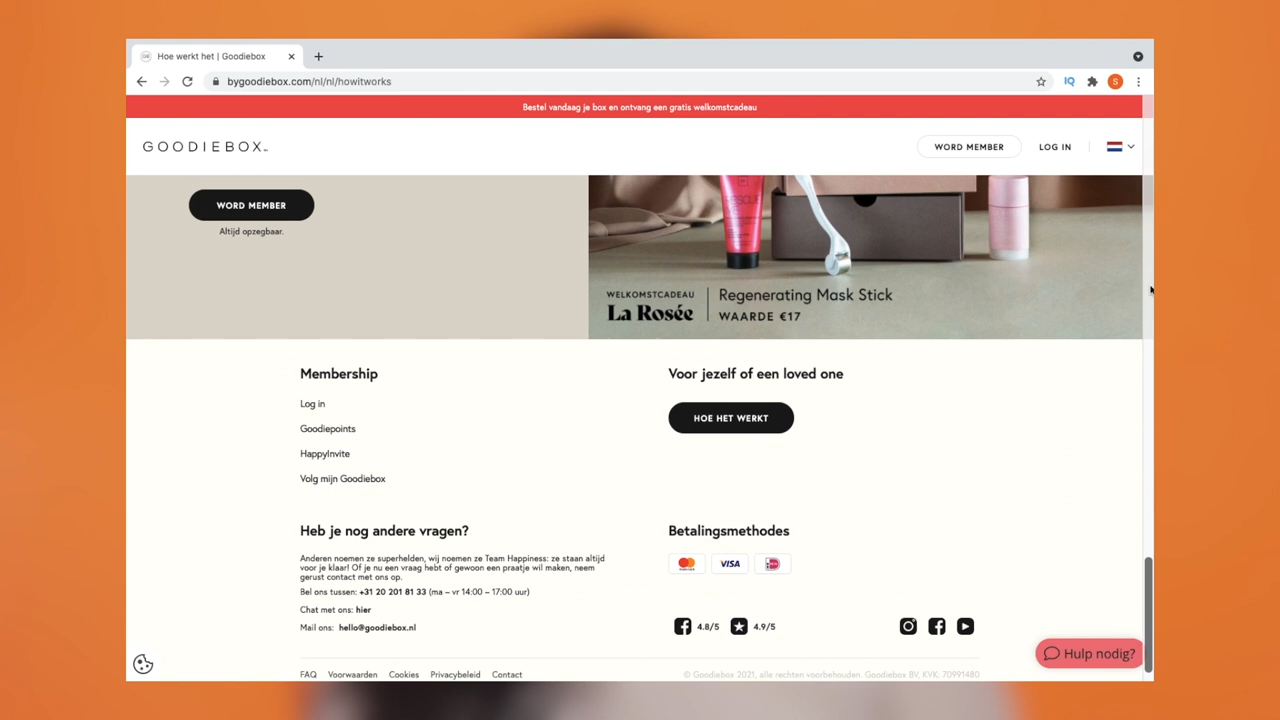 Hoe werkt het | Goodiebox
bygoodiebox.com/nl/nl/howitworks
IQ
S
Bestel vandaag je box en ontvang een gratis welkomstcadeau
GOODIEBOX
WORD MEMBER
LOG IN
WORD MEMBER
Altijd opzegbaar.
WELKOMSTCADEAU
La Rosée
Regenerating Mask Stick
WAARDE €17
Membership
Log in
Goodiepoints
HappyInvite
Volg mijn Goodiebox
Voor jezelf of een loved one
HOE HET WERKT
Heb je nog andere vragen?
Anderen noemen ze superhelden, wij noemen ze Team Happiness: ze staan altijd
voor je klaar! Of je nu een vraag hebt of gewoon een praatje wil maken, neem
gerust contact met ons op.
Bel ons tussen: +31 20 201 81 33 (ma – vr 14:00 – 17:00 uur)
Chat met ons: hier
Mail ons: hello@goodiebox.nl
Betalingsmethodes
VISA
4.8/5
4.9/5
Hulp nodig?
FAQ Voorwaarden Cookies Privacybeleid Contact
© Goodiebox 2021, alle rechten voorbehouden. Goodiebox BV, KVK: 70991480